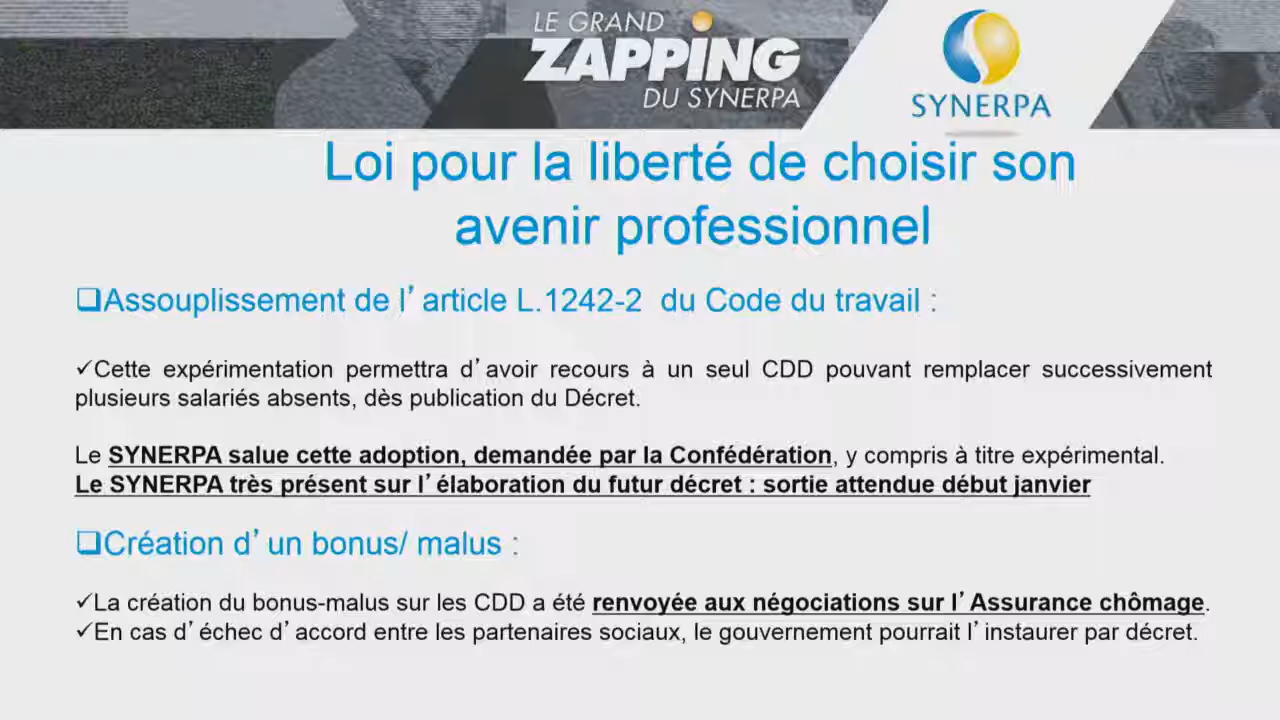 LE GRAND
ZAPPING
DU SYNERPA
SYNERPA
Loi pour la liberté de choisir son
avenir professionnel
❑Assouplissement de l’article L.1242-2 du Code du travail :
✓Cette expérimentation permettra d’avoir recours à un seul CDD pouvant remplacer successivement
plusieurs salariés absents, dès publication du Décret.
Le SYNERPA salue cette adoption, demandée par la Confédération, y compris à titre expérimental.
Le SYNERPA très présent sur l’élaboration du futur décret : sortie attendue début janvier
❑Création d’un bonus/ malus :
✓La création du bonus-malus sur les CDD a été renvoyée aux négociations sur l’Assurance chômage.
✓En cas d’échec d’accord entre les partenaires sociaux, le gouvernement pourrait l’instaurer par décret.